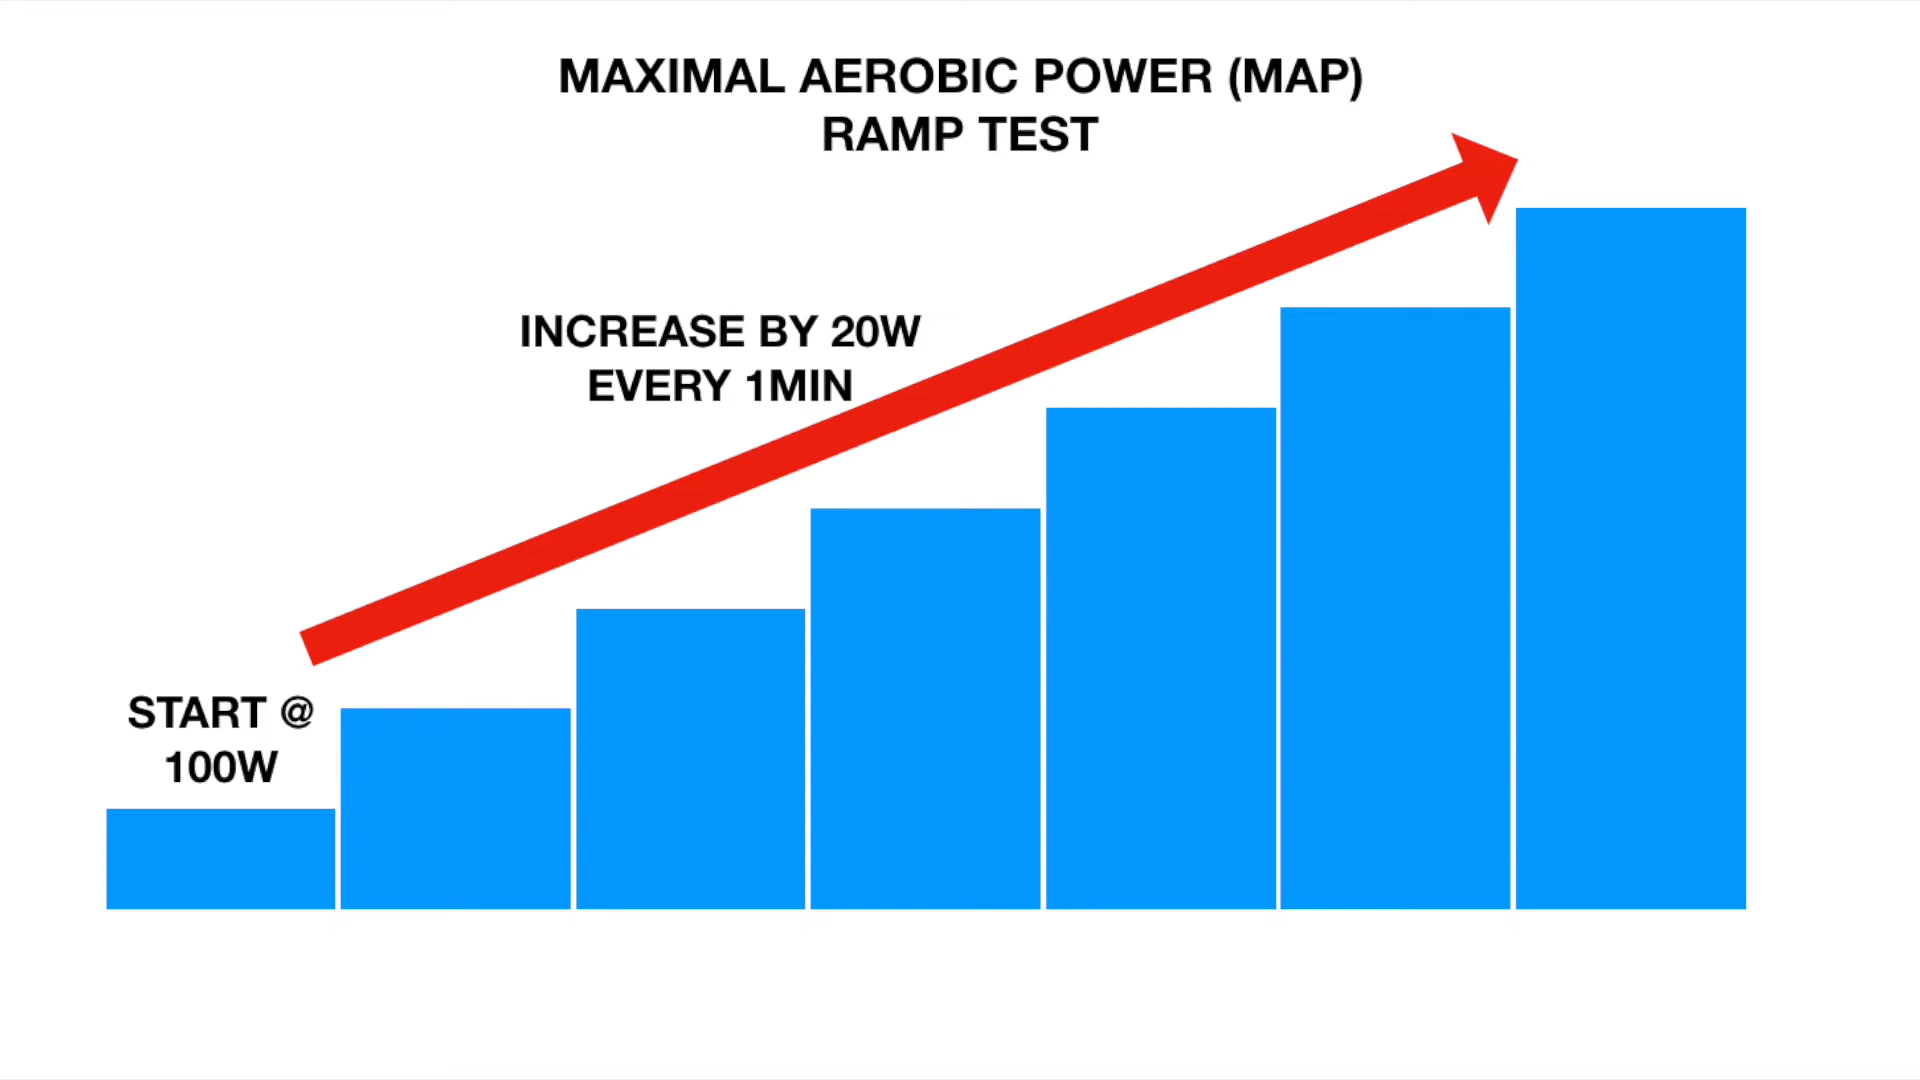 MAXIMAL AEROBIC POWER (MAP)
RAMP TEST
INCREASE BY 20W
EVERY 1MIN
START @
100W